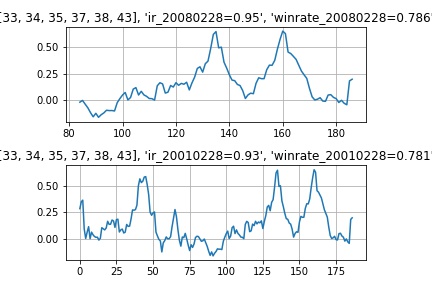 [33, 34, 35, 37, 38, 43], 'ir_20080228=0.95', 'winrate_20080228=0.786'
0.50
0.25
0.00
80 100 120 140 160 180
[33, 34, 35, 37, 38, 43], 'ir_20010228=0.93', 'winrate_20010228=0.781'
0.50
0.25
0.00
0 25 50 75 100 125 150 175